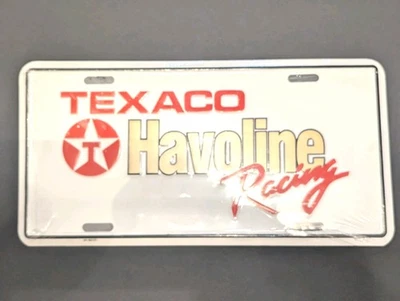 TEXACO
T
Havoline
Racing